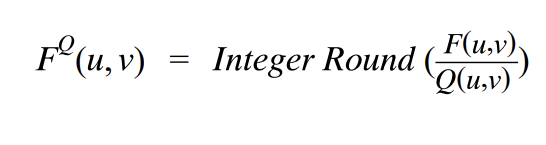 F^Q(u, v) = Integer Round (F(u,v)/Q(u,v))